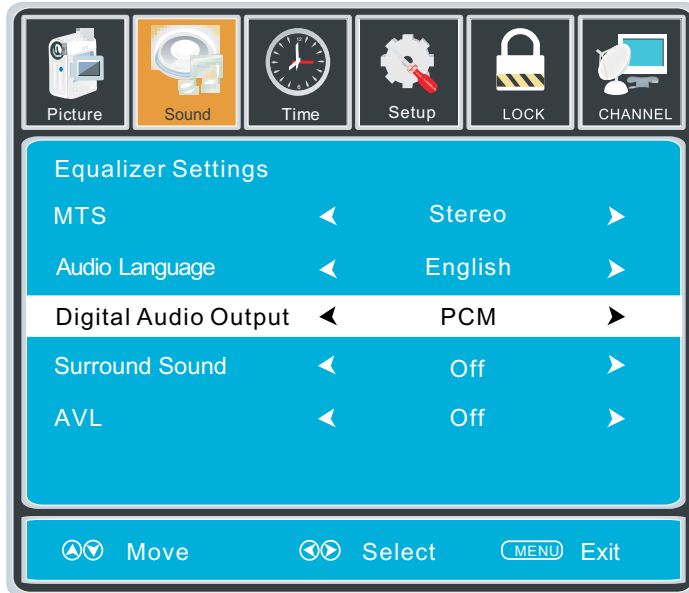 Picture Sound Time Setup LOCK CHANNEL
Equalizer Settings
MTS Stereo
Audio Language English
Digital Audio Output PCM
Surround Sound Off
AVL Off
Move Select MENU Exit